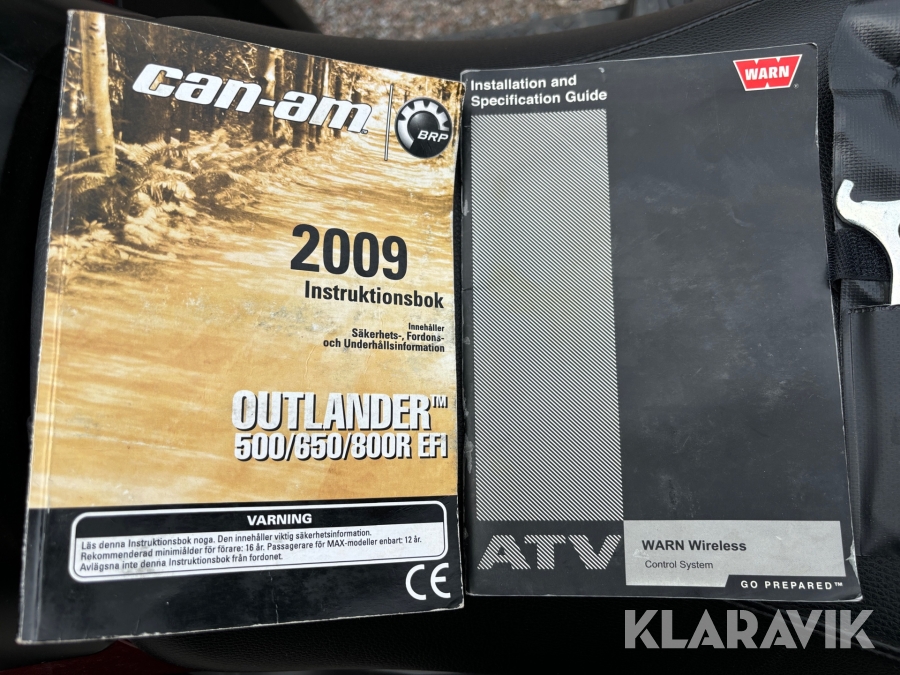 can-am
BRP
2009
Instruktionsbok
Innehåller
Säkerhets-, Fordons-
och Underhållsinformation
OUTLANDER™
500/650/800R EFI
VARNING
Läs denna Instruktionsbok noga. Den innehåller viktig säkerhetsinformation.
Rekommenderad minimiålder för förare: 16 år. Passagerare för MAX-modeller enbart: 12 år.
Avlägsna inte denna Instruktionsbok från fordonet.
CE
Installation and
Specification Guide
WARN®
ATV
WARN Wireless
Control System
GO PREPARED™
KLARAVIK